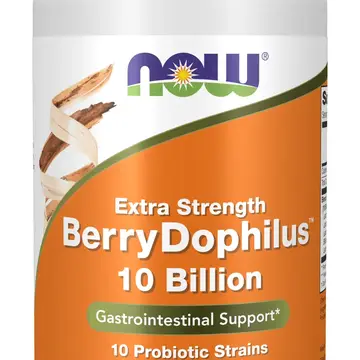 now
Extra Strength
BerryDophilus™
10 Billion
Gastrointestinal Support*
10 Probiotic Strains